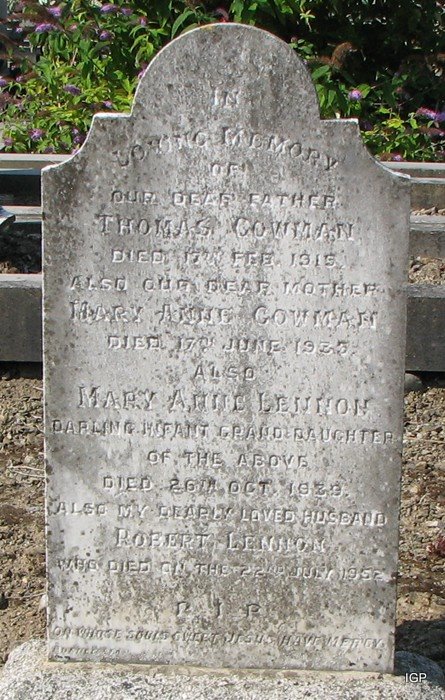 IN
LOVING MEMORY
OF
OUR DEAR FATHER
THOMAS COWMAN
DIED 17TH FEB. 1915.
ALSO OUR DEAR MOTHER
MARY ANNE COWMAN
DIED 17TH JUNE 1933.
ALSO
MARY ANNE LENNON
DARLING INFANT GRAND-DAUGHTER
OF THE ABOVE
DIED 26TH OCT. 1939.
ALSO MY DEARLY LOVED HUSBAND
ROBERT LENNON
WHO DIED ON THE 22ND JULY 1952
R.I.P.
ON WHOSE SOULS SWEET JESUS HAVE MERCY.
IGP